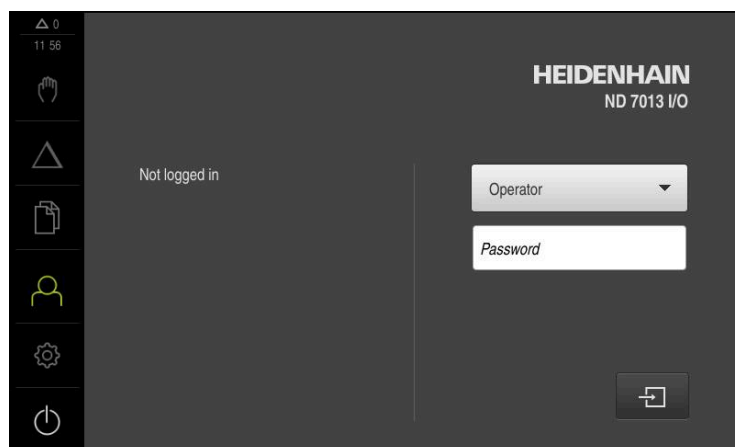 0
11 56
HEIDENHAIN
ND 7013 I/O
Not logged in
Operator
Password